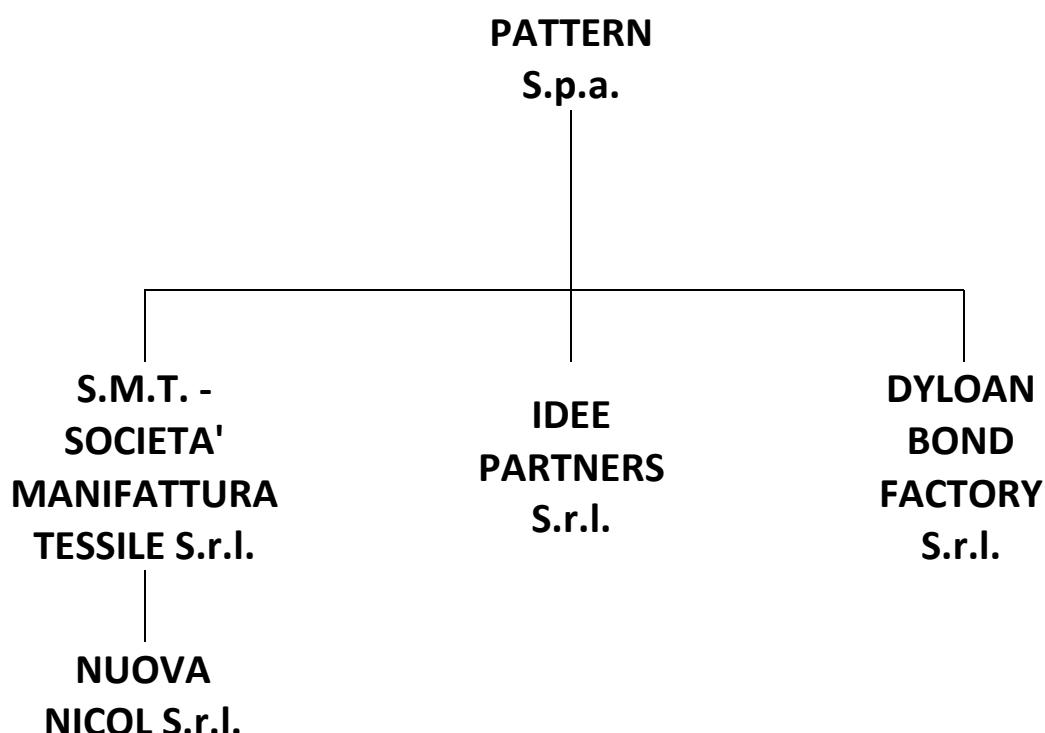 PATTERN
S.p.a.
S.M.T. -
SOCIETA'
MANIFATTURA
TESSILE S.r.l.
IDEE
PARTNERS
S.r.l.
DYLOAN
BOND
FACTORY
S.r.l.
NUOVA
NICOL S.r.l.